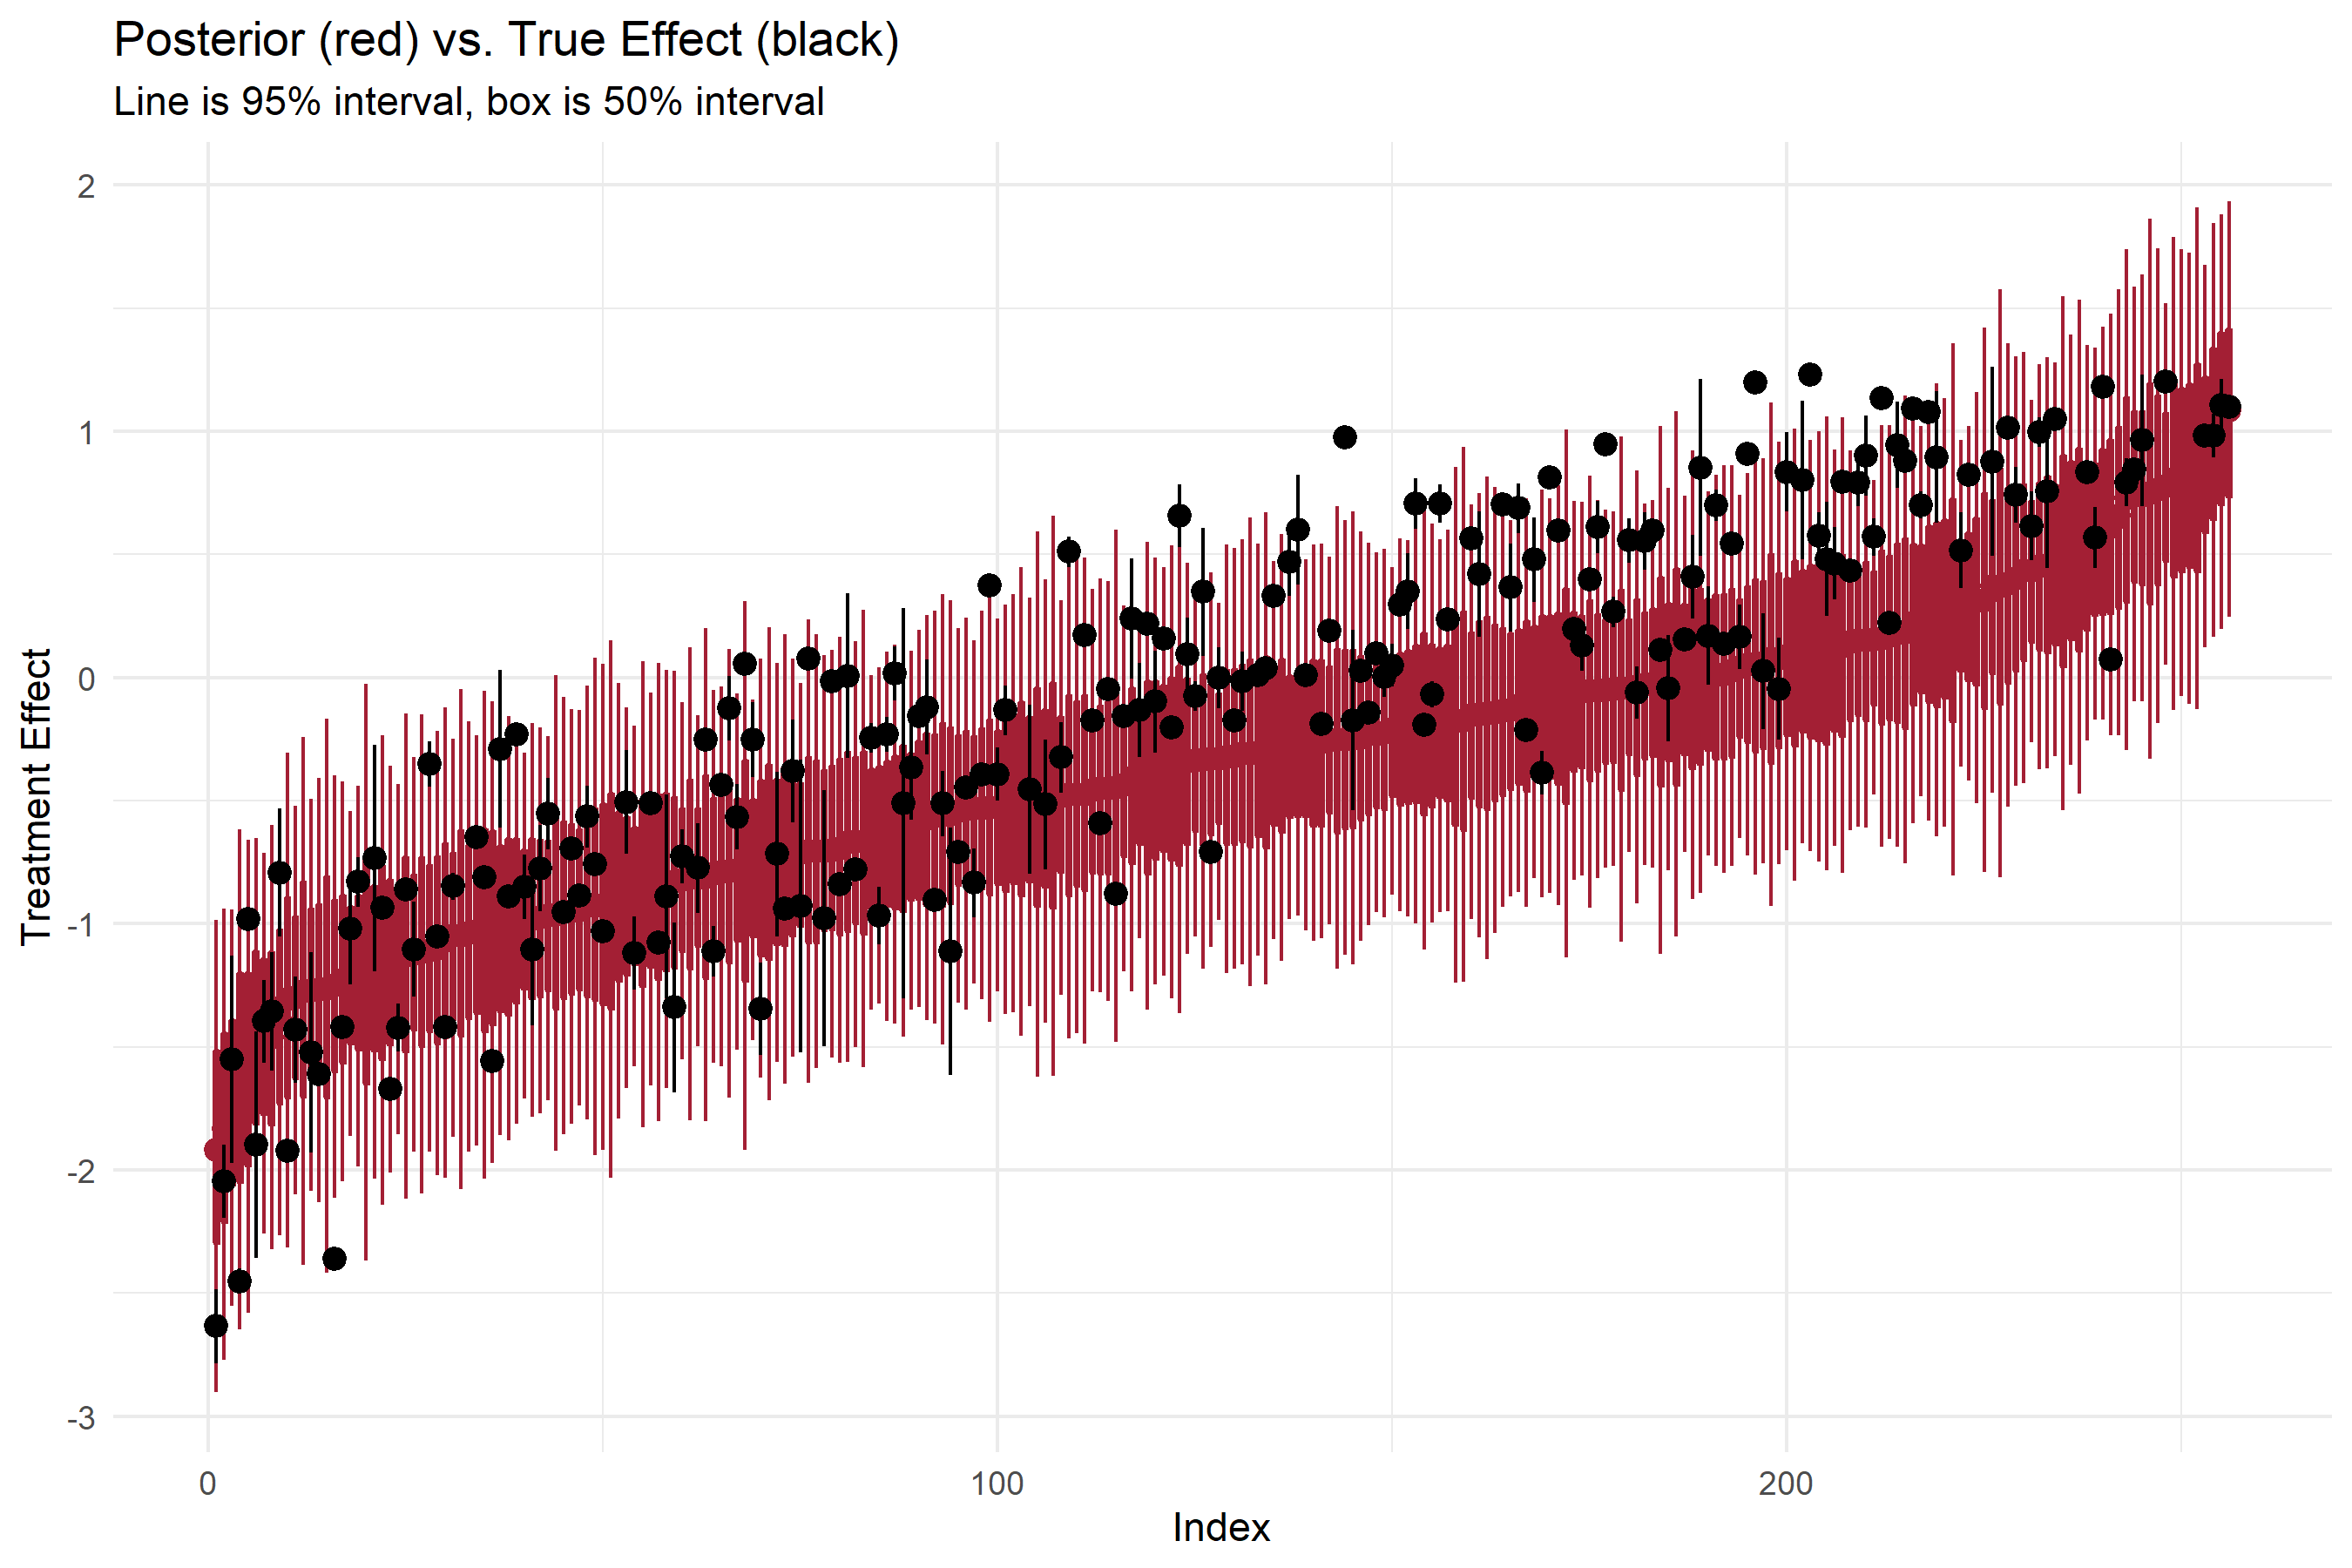 Posterior (red) vs. True Effect (black)
Line is 95% interval, box is 50% interval
2
1
0
-1
-2
-3
Treatment Effect
0
100
200
Index